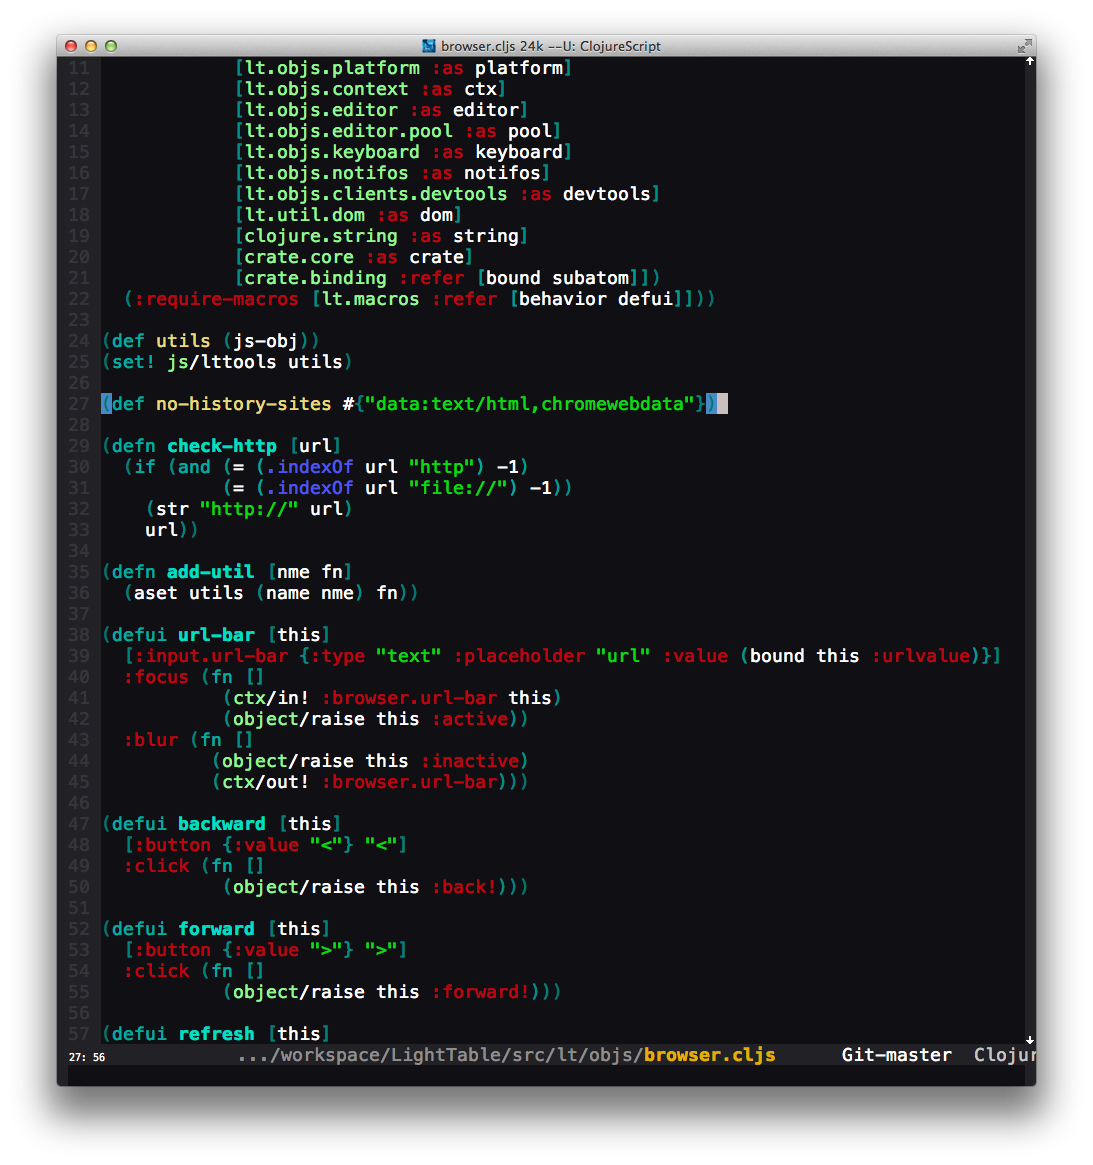 browser.cljs 24k --U: ClojureScript
11             [lt.objs.platform :as platform]
12             [lt.objs.context :as ctx]
13             [lt.objs.editor :as editor]
14             [lt.objs.editor.pool :as pool]
15             [lt.objs.keyboard :as keyboard]
16             [lt.objs.notifos :as notifos]
17             [lt.objs.clients.devtools :as devtools]
18             [lt.util.dom :as dom]
19             [clojure.string :as string]
20             [crate.core :as crate]
21             [crate.binding :refer [bound subatom]])
22   (:require-macros [lt.macros :refer [behavior defui]]))
23
24 (def utils (js-obj))
25 (set! js/lttools utils)
26
27 (def no-history-sites #{"data:text/html,chromewebdata"})
28
29 (defn check-http [url]
30   (if (and (= (.indexOf url "http") -1)
31            (= (.indexOf url "file://") -1))
32     (str "http://" url)
33     url))
34
35 (defn add-util [nme fn]
36   (aset utils (name nme) fn))
37
38 (defui url-bar [this]
39   [:input.url-bar {:type "text" :placeholder "url" :value (bound this :urlvalue)}]
40   :focus (fn []
41            (ctx/in! :browser.url-bar this)
42            (object/raise this :active))
43   :blur (fn []
44           (object/raise this :inactive)
45           (ctx/out! :browser.url-bar)))
46
47 (defui backward [this]
48   [:button {:value "<"} "<"]
49   :click (fn []
50            (object/raise this :back!)))
51
52 (defui forward [this]
53   [:button {:value ">"} ">"]
54   :click (fn []
55            (object/raise this :forward!)))
56
57 (defui refresh [this]
27: 56 .../workspace/LightTable/src/lt/objs/browser.cljs Git-master Clojur